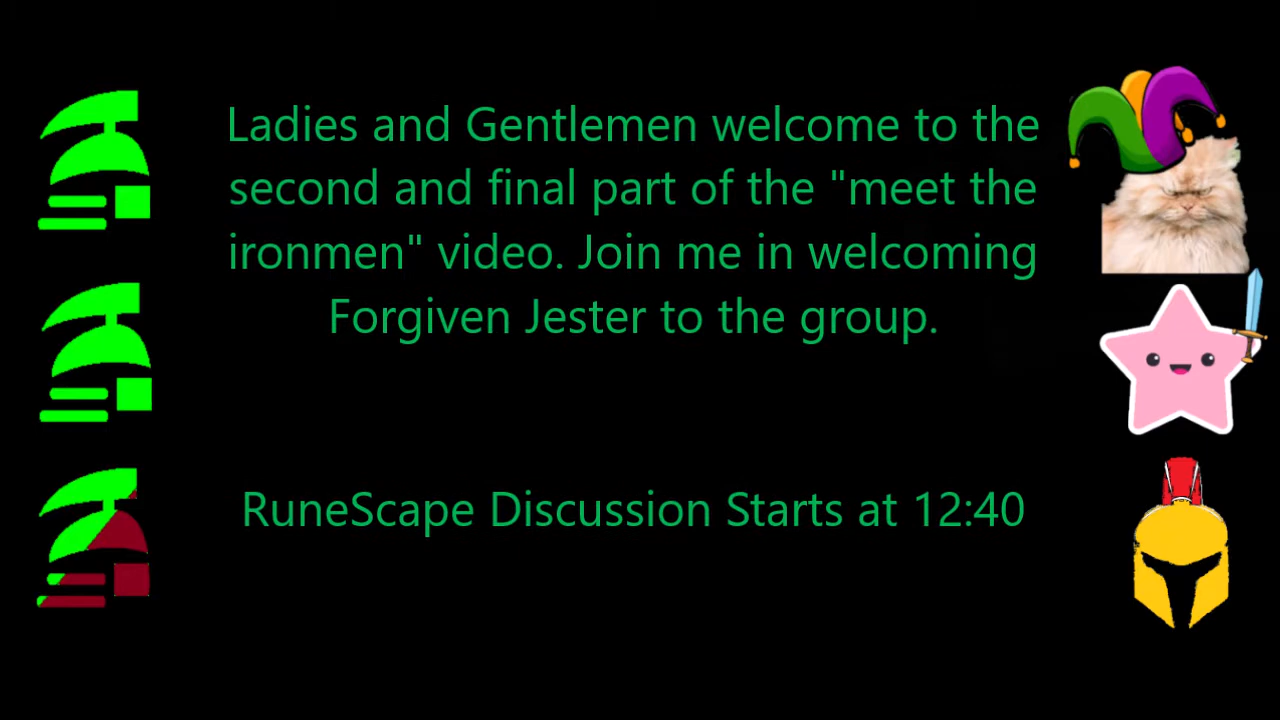 Ladies and Gentlemen welcome to the
second and final part of the "meet the
ironmen" video. Join me in welcoming
Forgiven Jester to the group.
RuneScape Discussion Starts at 12:40